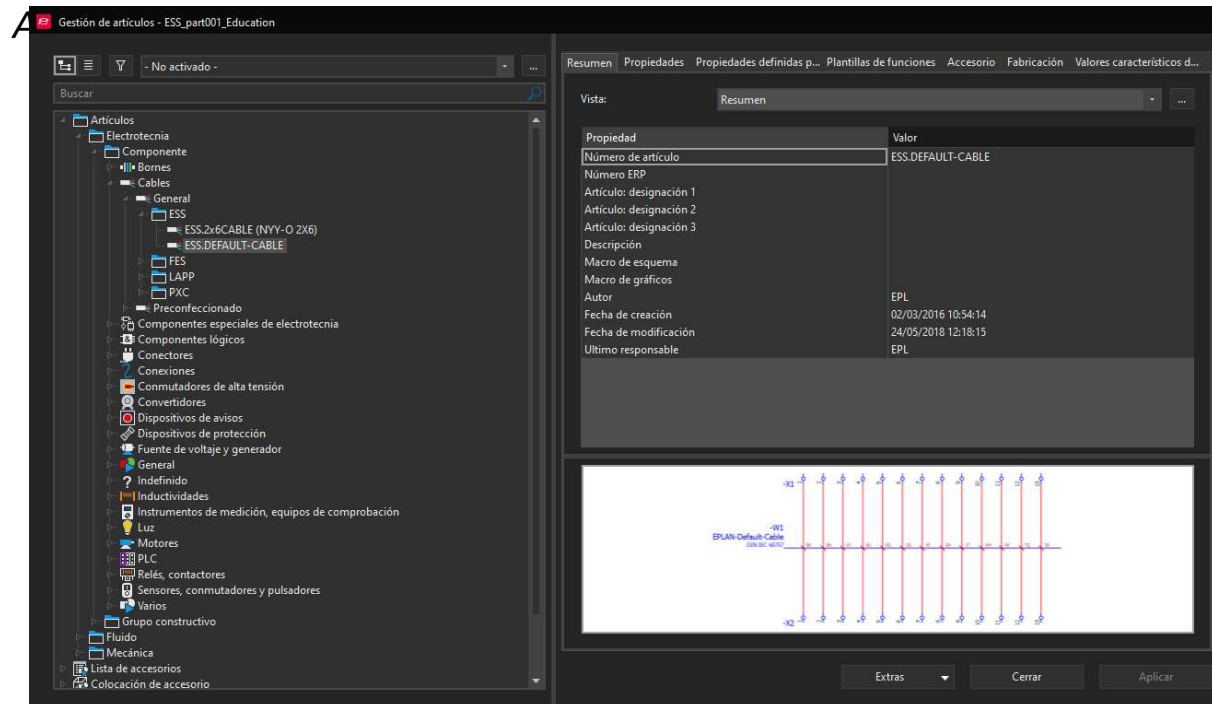 A
Gestión de artículos - ESS_part001_Education
- No activado -
...
Buscar
Artículos
Electrotecnia
Componente
Bornes
Cables
General
ESS
ESS.2x6CABLE (NYY-O 2X6)
ESS.DEFAULT-CABLE
FES
LAPP
PXC
Preconfeccionado
Componentes especiales de electrotecnia
Componentes lógicos
Conectores
Conexiones
Conmutadores de alta tensión
Convertidores
Dispositivos de avisos
Dispositivos de protección
Fuente de voltaje y generador
General
Indefinido
Inductividades
Instrumentos de medición, equipos de comprobación
Luz
Motores
PLC
Relés, contactores
Sensores, conmutadores y pulsadores
Varios
Grupo constructivo
Fluido
Mecánica
Lista de accesorios
Colocación de accesorio
Resumen Propiedades Propiedades definidas p... Plantillas de funciones Accesorio Fabricación Valores característicos d...
Vista: Resumen ...
Propiedad Valor
Número de artículo ESS.DEFAULT-CABLE
Número ERP
Artículo: designación 1
Artículo: designación 2
Artículo: designación 3
Descripción
Macro de esquema
Macro de gráficos
Autor EPL
Fecha de creación 02/03/2016 10:54:14
Fecha de modificación 24/05/2018 12:18:15
Ultimo responsable EPL
-X1
-W1
EPLAN-Default-Cable
-X2
Extras Cerrar Aplicar